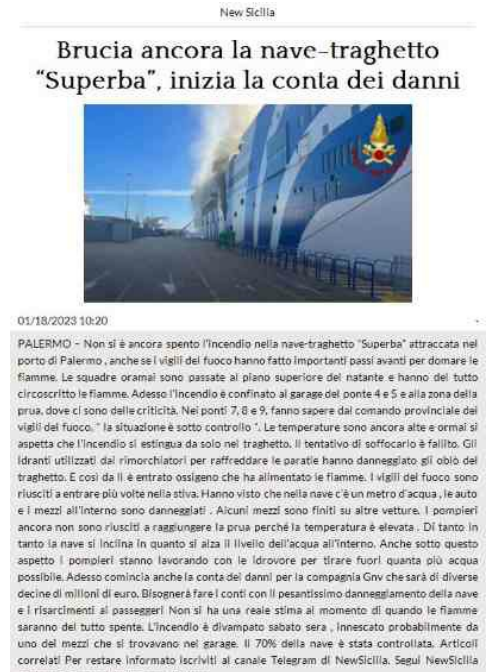 New Sicilia
Brucia ancora la nave-traghetto
“Superba”, inizia la conta dei danni
01/18/2023 10:20
PALERMO – Non si è ancora spento l'incendio nella nave-traghetto "Superba" attraccata nel
porto di Palermo , anche se i vigili del fuoco hanno fatto importanti passi avanti per domare le
fiamme. Le squadre oramai sono passate al piano superiore del natante e hanno del tutto
circoscritto le fiamme. Adesso l'incendio è confinato al garage del ponte 4 e 5 e alla zona della
prua, dove ci sono delle criticità. Nei ponti 7, 8 e 9, fanno sapere dal comando provinciale dei
vigili del fuoco, " la situazione è sotto controllo ". Le temperature sono ancora alte e ormai si
aspetta che l'incendio si estingua da solo nel traghetto. Il tentativo di soffocarlo è fallito. Gli
idranti utilizzati dai rimorchiatori per raffreddare le paratie hanno danneggiato gli oblò del
traghetto. E così da lì è entrato ossigeno che ha alimentato le fiamme. I vigili del fuoco sono
riusciti a entrare più volte nella stiva. Hanno visto che nella nave c'è un metro d'acqua , le auto
e i mezzi all'interno sono danneggiati . Alcuni mezzi sono finiti su altre vetture. I pompieri
ancora non sono riusciti a raggiungere la prua perché la temperatura è elevata . Di tanto in
tanto la nave si inclina in quanto si alza il livello dell'acqua all'interno. Anche sotto questo
aspetto i pompieri stanno lavorando con le idrovore per tirare fuori quanta più acqua
possibile. Adesso comincia anche la conta dei danni per la compagnia Gnv che sarà di diverse
decine di milioni di euro. Bisognerà fare i conti con il pesantissimo danneggiamento della nave
e i risarcimenti ai passeggeri Non si ha una reale stima al momento di quando le fiamme
saranno del tutto spente. L'incendio è divampato sabato sera , innescato probabilmente da
uno dei mezzi che si trovavano nel garage. Il 70% della nave è stata controllata. Articoli
correlati Per restare informato iscriviti al canale Telegram di NewSicilia. Segui NewSicilia